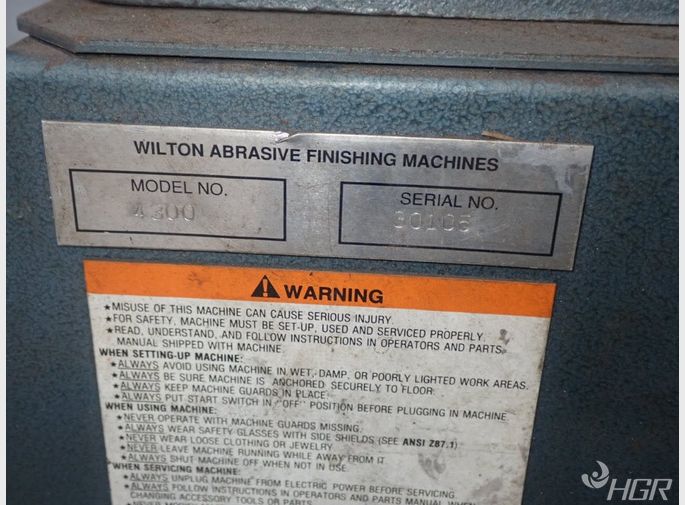 WILTON ABRASIVE FINISHING MACHINES
MODEL NO.
4200
SERIAL NO.
30105
WARNING
★MISUSE OF THIS MACHINE CAN CAUSE SERIOUS INJURY.
★FOR SAFETY, MACHINE MUST BE SET-UP, USED AND SERVICED PROPERLY.
★READ, UNDERSTAND, AND FOLLOW INSTRUCTIONS IN OPERATORS AND PARTS
MANUAL SHIPPED WITH MACHINE.
WHEN SETTING-UP MACHINE:
★ALWAYS AVOID USING MACHINE IN WET, DAMP, OR POORLY LIGHTED WORK AREAS.
★ALWAYS BE SURE MACHINE IS ANCHORED SECURELY TO FLOOR.
★ALWAYS KEEP MACHINE GUARDS IN PLACE.
★ALWAYS PUT START SWITCH IN "OFF" POSITION BEFORE PLUGGING IN MACHINE.
WHEN USING MACHINE:
★NEVER OPERATE WITH MACHINE GUARDS MISSING.
★ALWAYS WEAR SAFETY GLASSES WITH SIDE SHIELDS (SEE ANSI Z87.1)
★NEVER WEAR LOOSE CLOTHING OR JEWELRY
★NEVER LEAVE MACHINE RUNNING WHILE AWAY FROM IT
★ALWAYS SHUT MACHINE OFF WHEN NOT IN USE.
WHEN SERVICING MACHINE:
★ALWAYS UNPLUG MACHINE FROM ELECTRIC POWER BEFORE SERVICING.
★ALWAYS FOLLOW INSTRUCTIONS IN OPERATORS AND PARTS MANUAL WHEN
CHANGING ACCESSORY TOOLS OR PARTS.
HGR